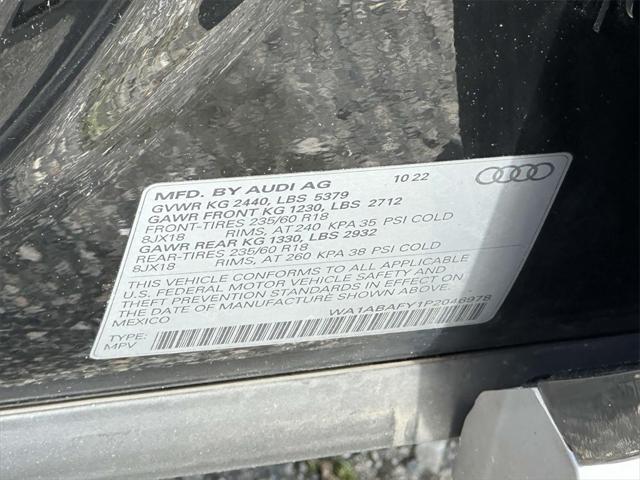 MFD. BY AUDI AG 10 22
GVWR KG 2440, LBS 5379
GAWR FRONT KG 1230, LBS 2712
FRONT-TIRES 235/60 R18
8JX18 RIMS, AT 240 KPA 35 PSI COLD
GAWR REAR KG 1330, LBS 2932
REAR-TIRES 235/60 R18
8JX18 RIMS, AT 260 KPA 38 PSI COLD
THIS VEHICLE CONFORMS TO ALL APPLICABLE
U.S. FEDERAL MOTOR VEHICLE SAFETY AND
THEFT PREVENTION STANDARDS IN EFFECT ON
THE DATE OF MANUFACTURE SHOWN ABOVE.
MEXICO
WA1ABAFY1P2046978
TYPE:
MPV